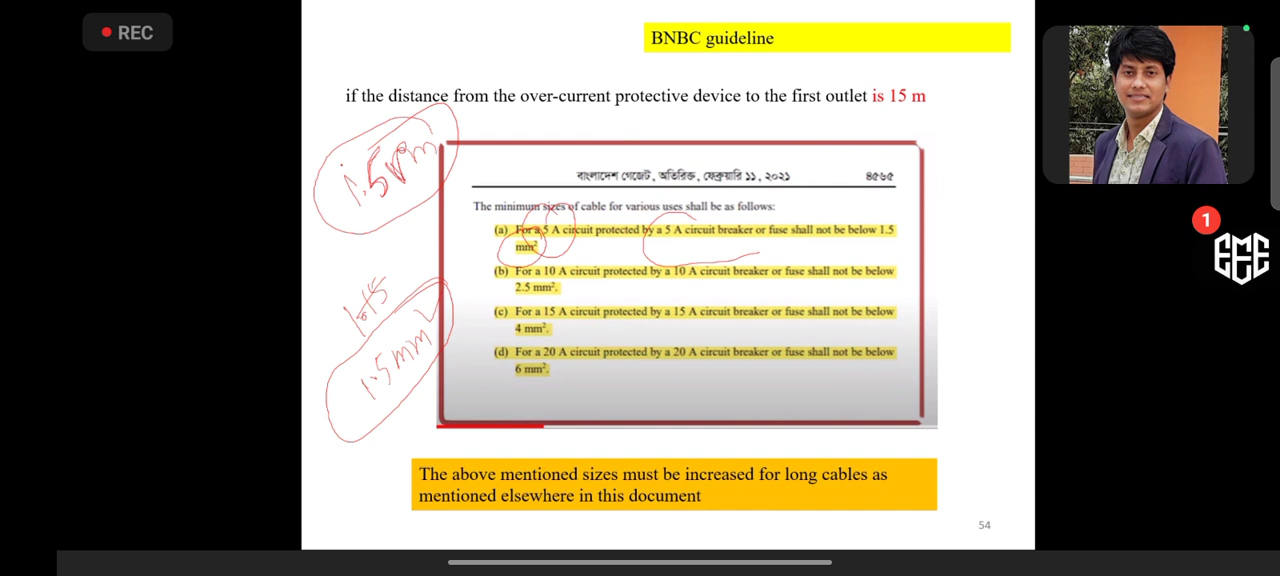 REC
BNBC guideline
if the distance from the over-current protective device to the first outlet is 15 m
বাংলাদেশ গেজেট, অতিরিক্ত, ফেব্রুয়ারি ১১, ২০২১ ৪৫৬৫
The minimum sizes of cable for various uses shall be as follows:
(a) For a 5 A circuit protected by a 5 A circuit breaker or fuse shall not be below 1.5
mm²
(b) For a 10 A circuit protected by a 10 A circuit breaker or fuse shall not be below
2.5 mm².
(c) For a 15 A circuit protected by a 15 A circuit breaker or fuse shall not be below
4 mm².
(d) For a 20 A circuit protected by a 20 A circuit breaker or fuse shall not be below
6 mm².
1.5
1.5 mm²
The above mentioned sizes must be increased for long cables as
mentioned elsewhere in this document
54
1
EEE